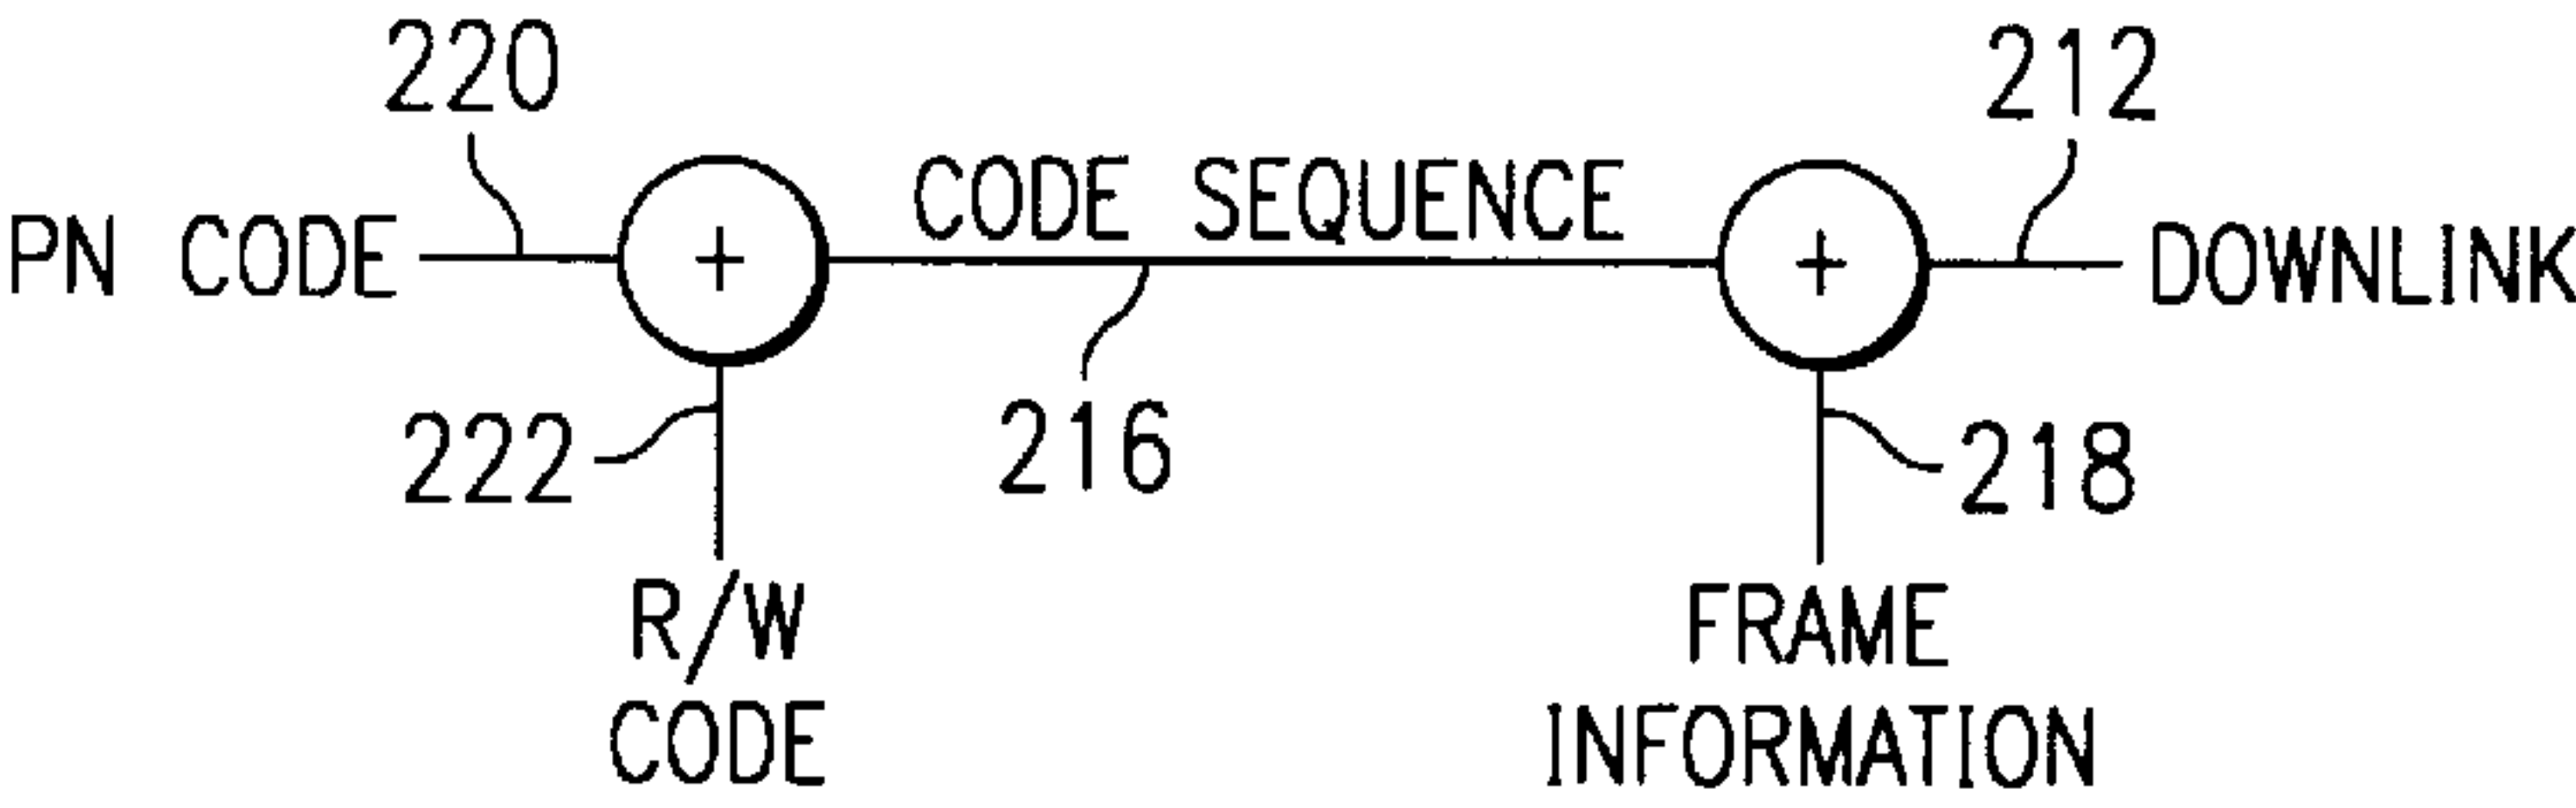 220
212
PN CODE
+
CODE SEQUENCE
+
DOWNLINK
222
216
218
R/W
CODE
FRAME
INFORMATION